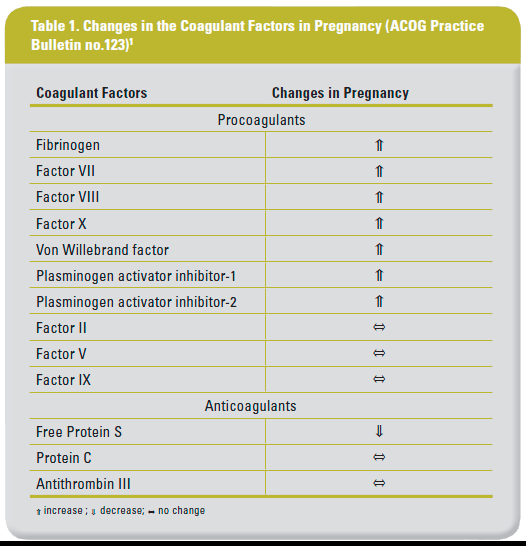 Table 1. Changes in the Coagulant Factors in Pregnancy (ACOG Practice
Bulletin no.123)¹
Coagulant Factors Changes in Pregnancy
Procoagulants
Fibrinogen ⇑
Factor VII ⇑
Factor VIII ⇑
Factor X ⇑
Von Willebrand factor ⇑
Plasminogen activator inhibitor-1 ⇑
Plasminogen activator inhibitor-2 ⇑
Factor II ⇔
Factor V ⇔
Factor IX ⇔
Anticoagulants
Free Protein S ⇓
Protein C ⇔
Antithrombin III ⇔
⇑ increase ; ⇓ decrease; ⇔ no change